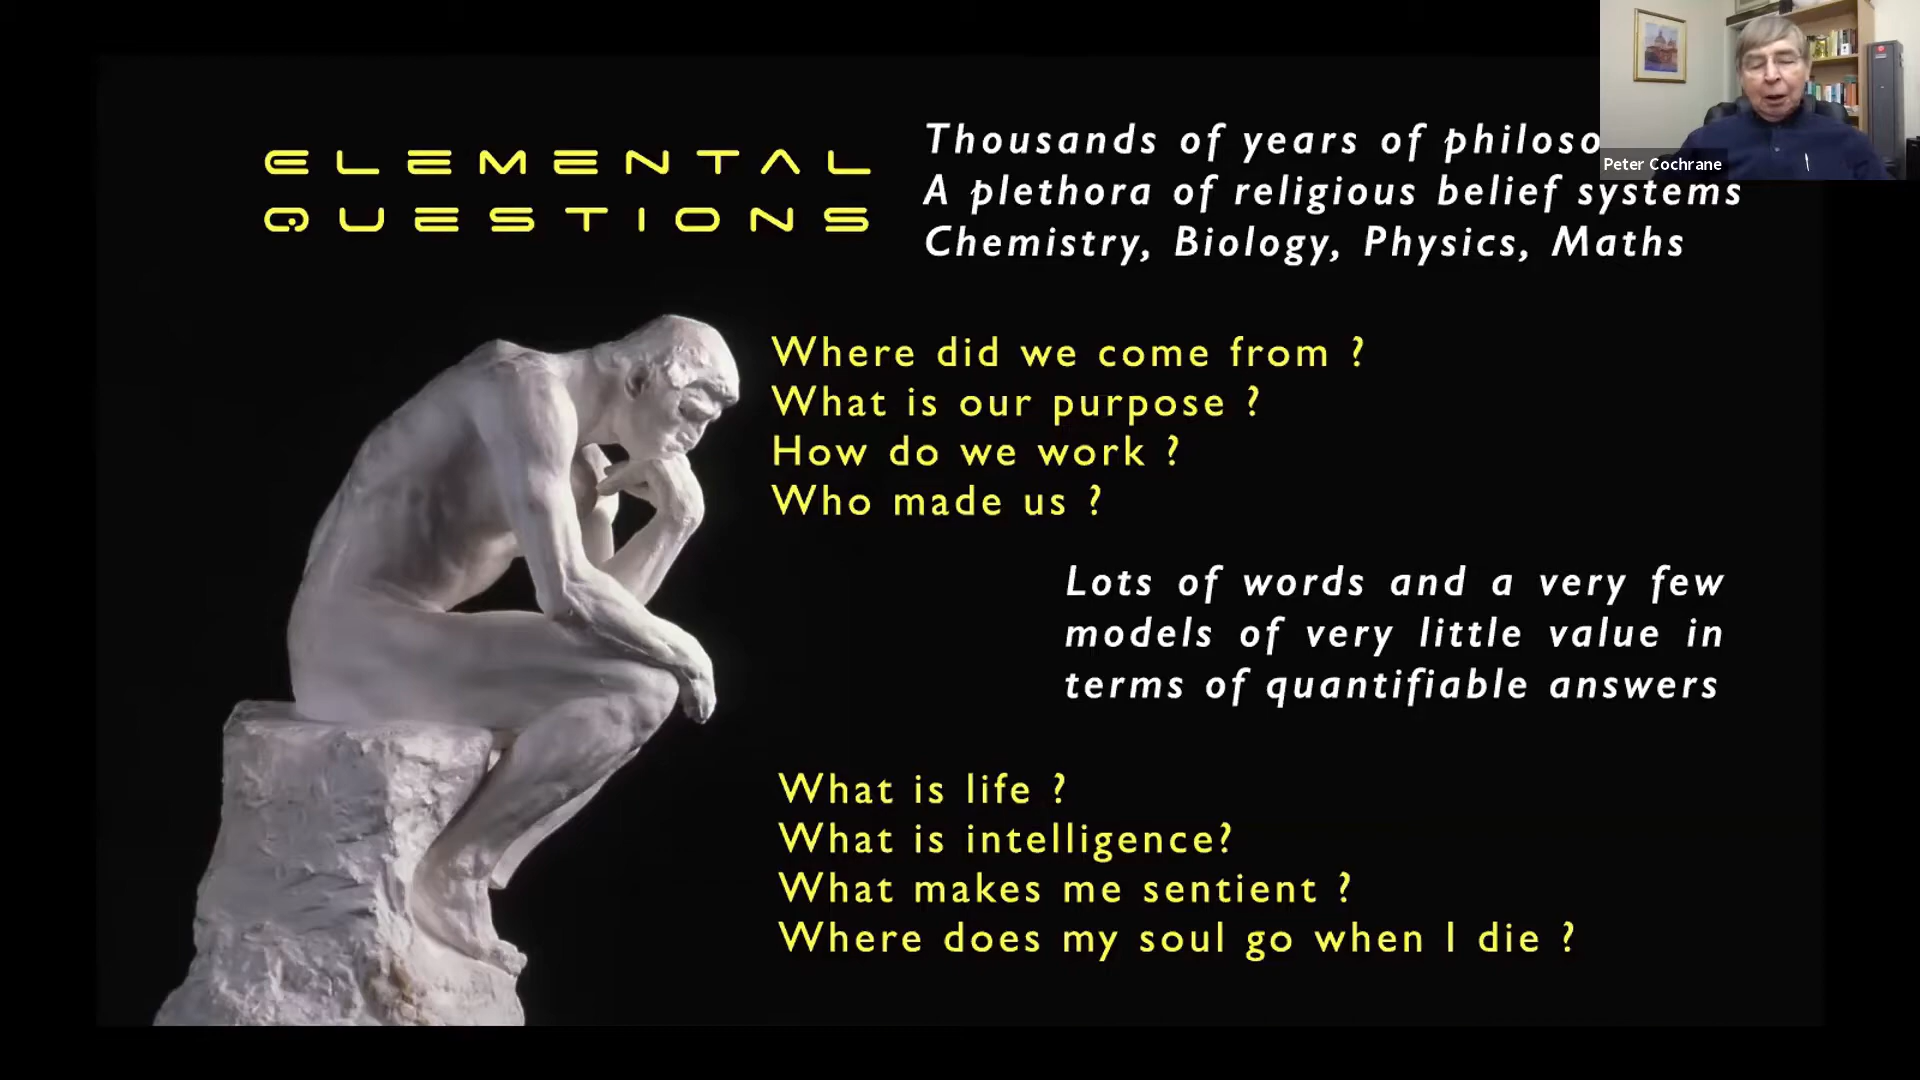 ELEMENTAL
QUESTIONS
Thousands of years of
A plethora of religious belief systems
Chemistry, Biology, Physics, Maths
Peter Cochrane
Where did we come from ?
What is our purpose ?
How do we work ?
Who made us ?
Lots of words and a very few
models of very little value in
terms of quantifiable answers
What is life ?
What is intelligence?
What makes me sentient ?
Where does my soul go when I die ?